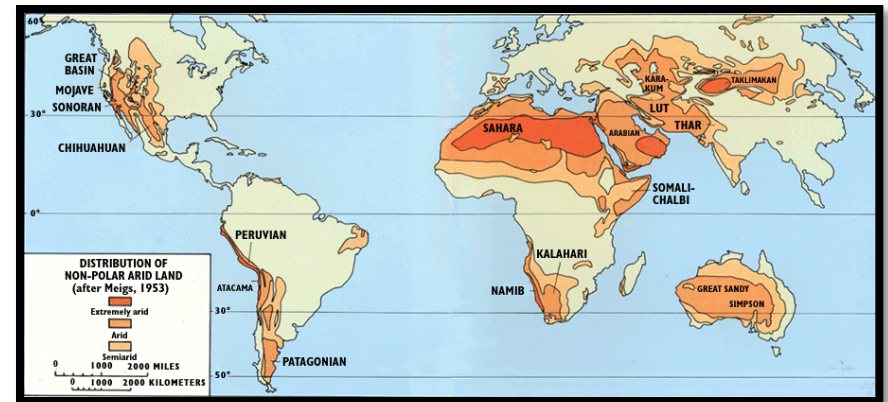 60°
GREAT
BASIN
MOJAVE
SONORAN
30°
CHIHUAHUAN
KARA-
KUM
TAKLIMAKAN
LUT
SAHARA
ARABIAN
THAR
SOMALI-
CHALBI
0°
PERUVIAN
KALAHARI
ATACAMA
NAMIB
GREAT SANDY
SIMPSON
30°
PATAGONIAN
50°
DISTRIBUTION OF
NON-POLAR ARID LAND
(after Meigs, 1953)
Extremely arid
Arid
Semiarid
0 1000 2000 MILES
0 1000 2000 KILOMETERS